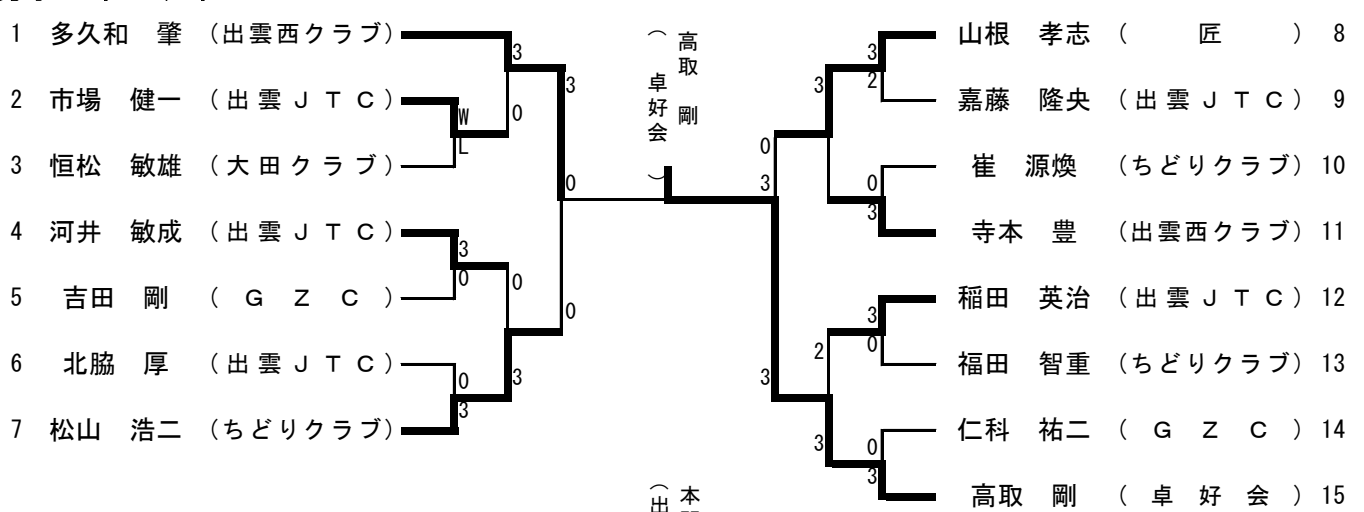 1 多久和 肇 (出雲西クラブ)
2 市場 健一 (出雲JTC)
3 恒松 敏雄 (大田クラブ)
4 河井 敏成 (出雲JTC)
5 吉田 剛 (GZC)
6 北脇 厚 (出雲JTC)
7 松山 浩二 (ちどりクラブ)
3
0
W
L
3
0
0
3
3
0
0
3
0
高取 剛
(卓好会)
0
3
3
3
2
0
3
3
2
3
0
3
0
3
山根 孝志 (匠) 8
嘉藤 隆央 (出雲JTC) 9
崔 源煥 (ちどりクラブ) 10
寺本 豊 (出雲西クラブ) 11
稲田 英治 (出雲JTC) 12
福田 智重 (ちどりクラブ) 13
仁科 祐二 (GZC) 14
高取 剛 (卓好会) 15
本
(出